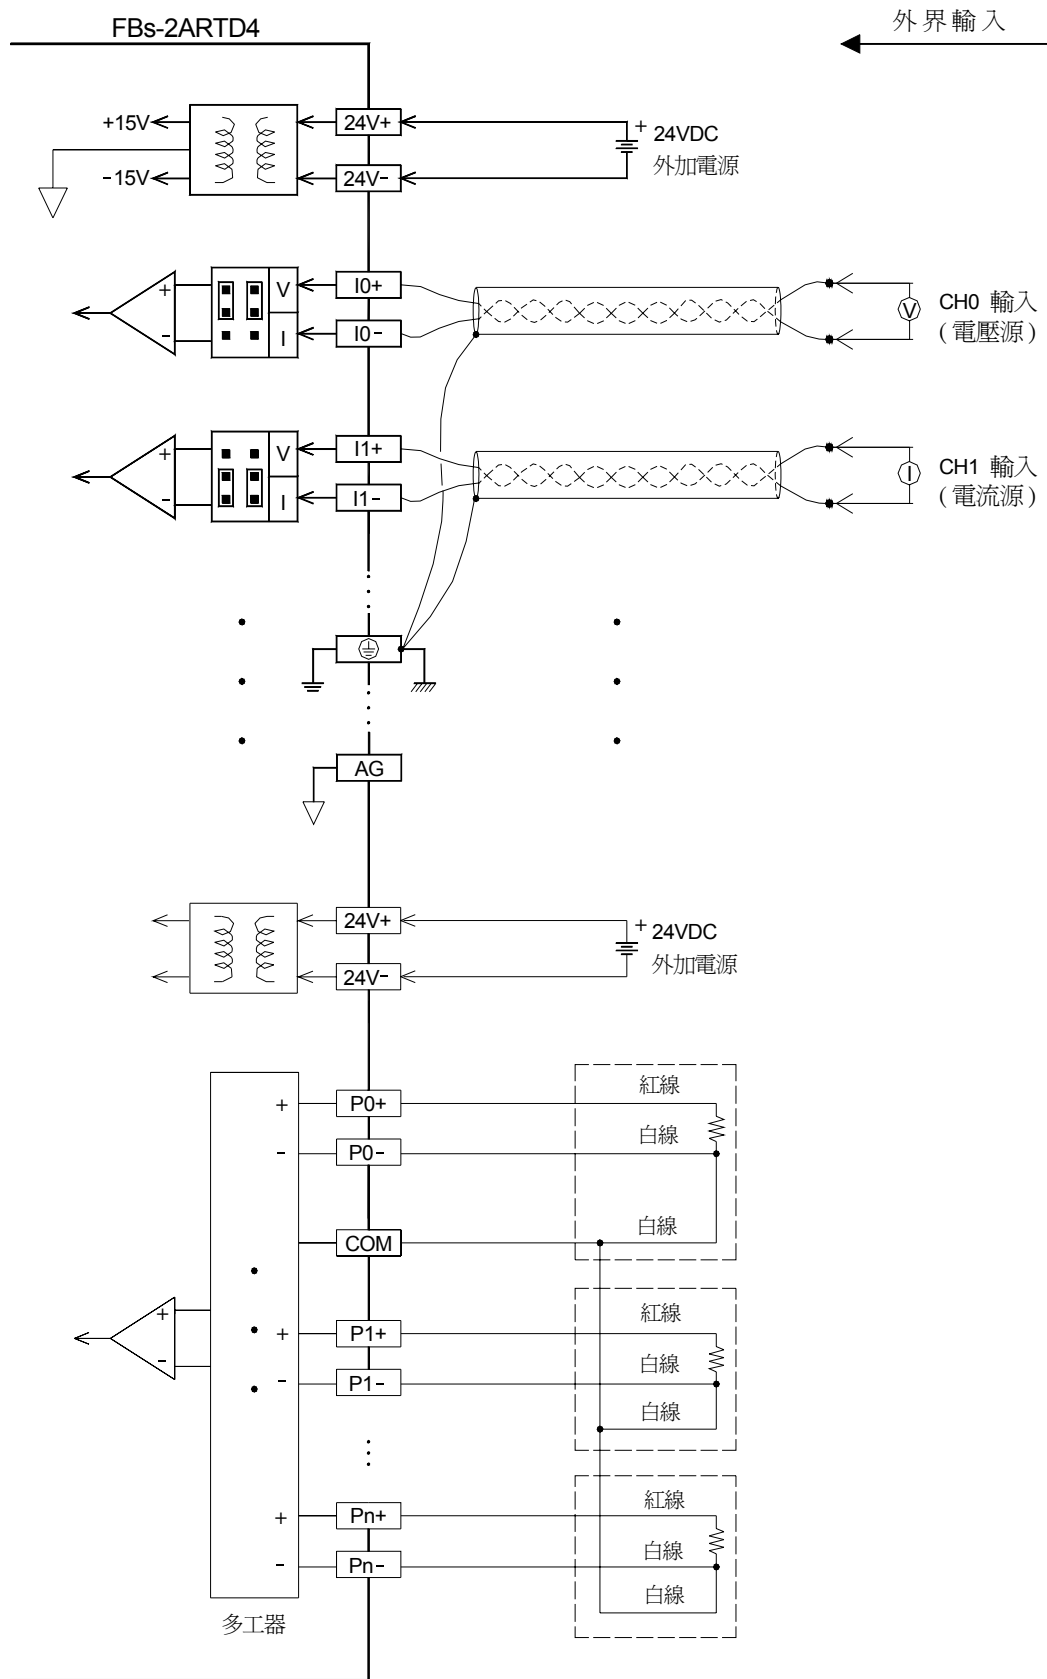 FBs-2ARTD4
外界輸入
+15V
24V+
+ 24VDC
外加電源
-15V
24V-
+
V
I0+
CH0 輸入
V
(電壓源)
-
I
I0-
+
V
I1+
CH1 輸入
I
(電流源)
-
I
I1-
AG
24V+
+ 24VDC
外加電源
24V-
紅線
+
P0+
白線
-
P0-
白線
COM
紅線
+
+
P1+
-
白線
-
P1-
白線
紅線
+
Pn+
白線
-
Pn-
白線
多工器